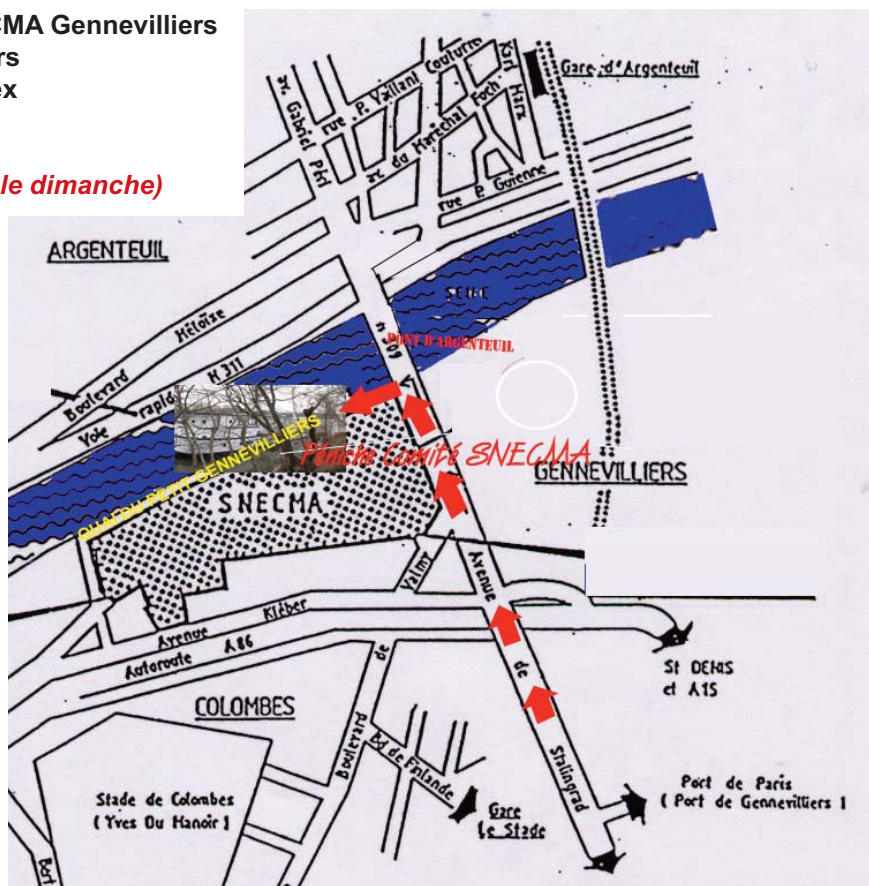 CMA Gennevilliers
rs
ex
le dimanche)
Gare d'Argenteuil
av. Gabriel Péri
rue P. Vaillant Couturier
av. du Maréchal Foch
Karl Marx
rue P. Guienne
ARGENTEUIL
SEINE
Boulevard Héloïse
Voie rapide N 311
N 309
PONT D'ARGENTEUIL
QUAI DU PETIT GENNEVILLIERS
Péniche Comité SNECMA
GENNEVILLIERS
SNECMA
Valmy
Avenue de Stalingrad
Avenue Kléber
Autoroute A86
St DENIS
et A15
COLOMBES
Boulevard de
Bd de Finlande
Gare
Le Stade
Stade de Colombes
( Yves Du Manoir )
Port de Paris
( Port de Gennevilliers )